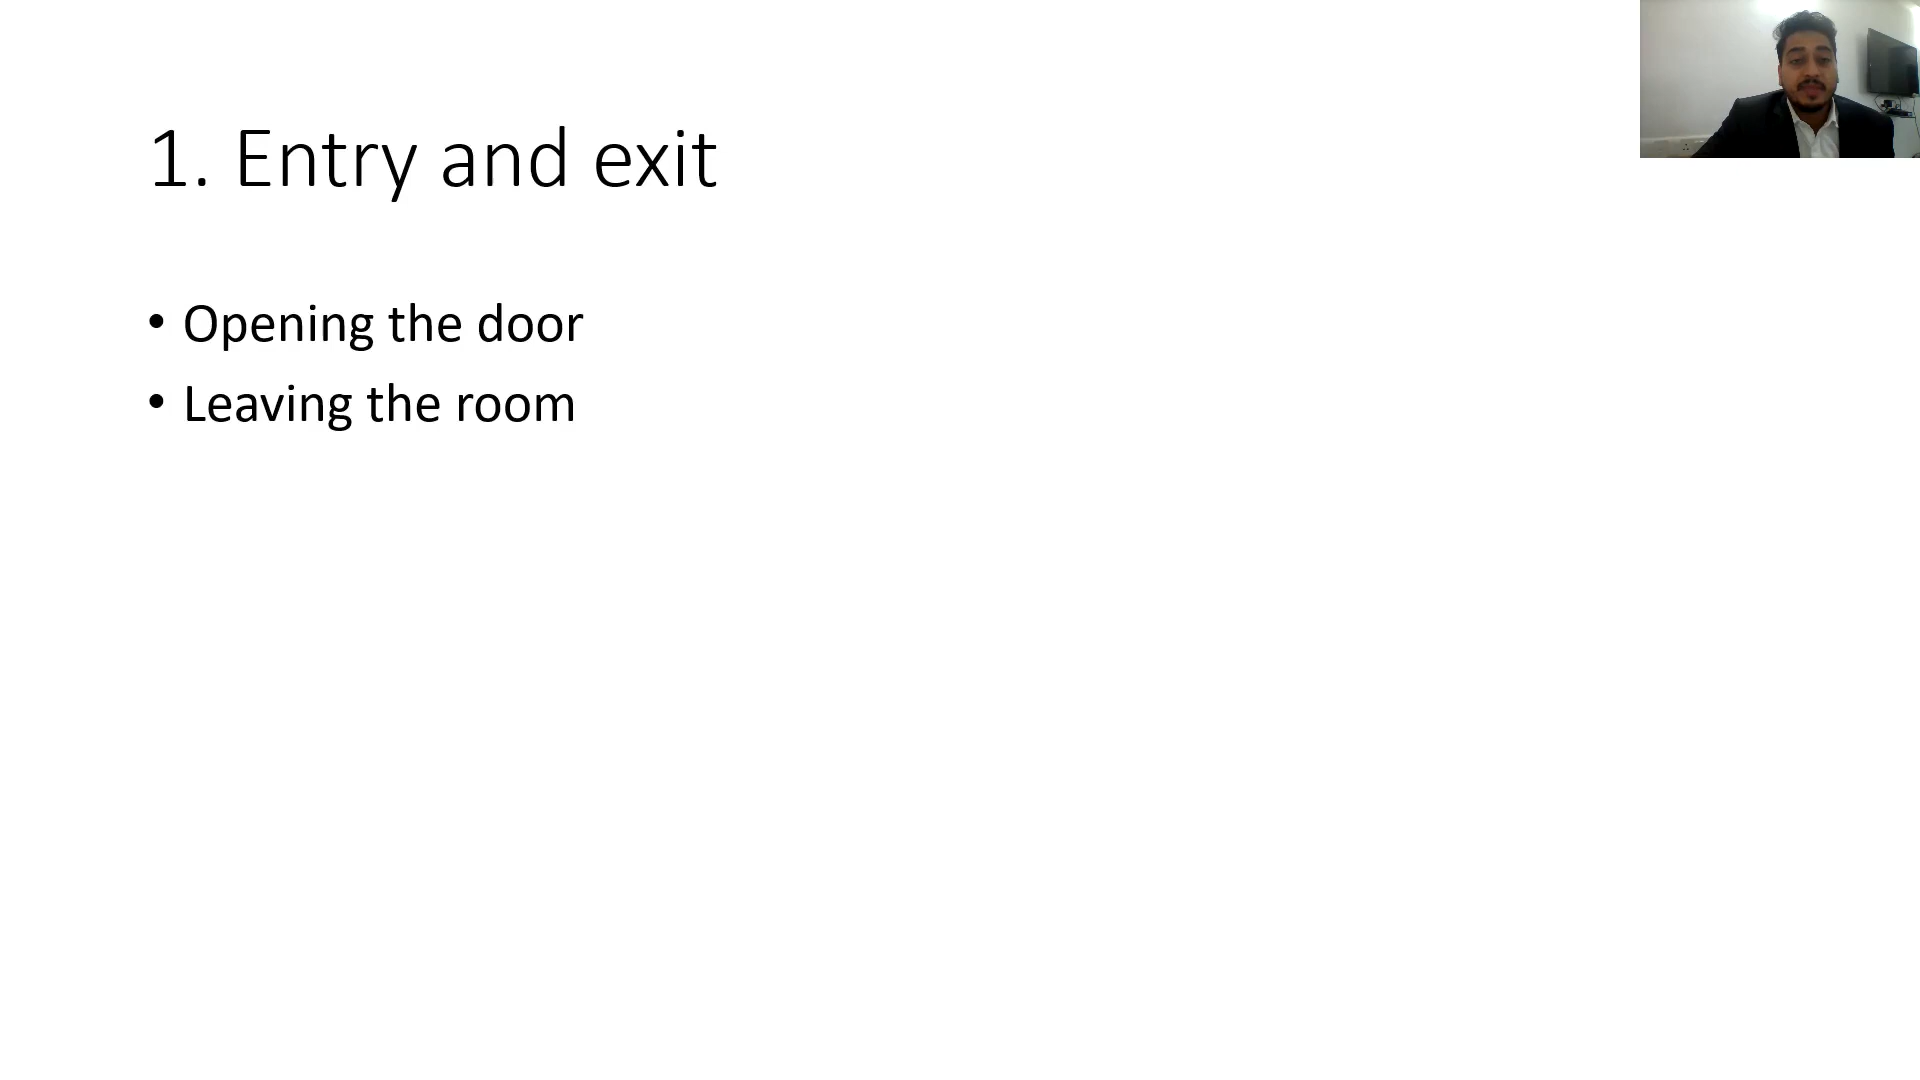 1. Entry and exit
• Opening the door
• Leaving the room